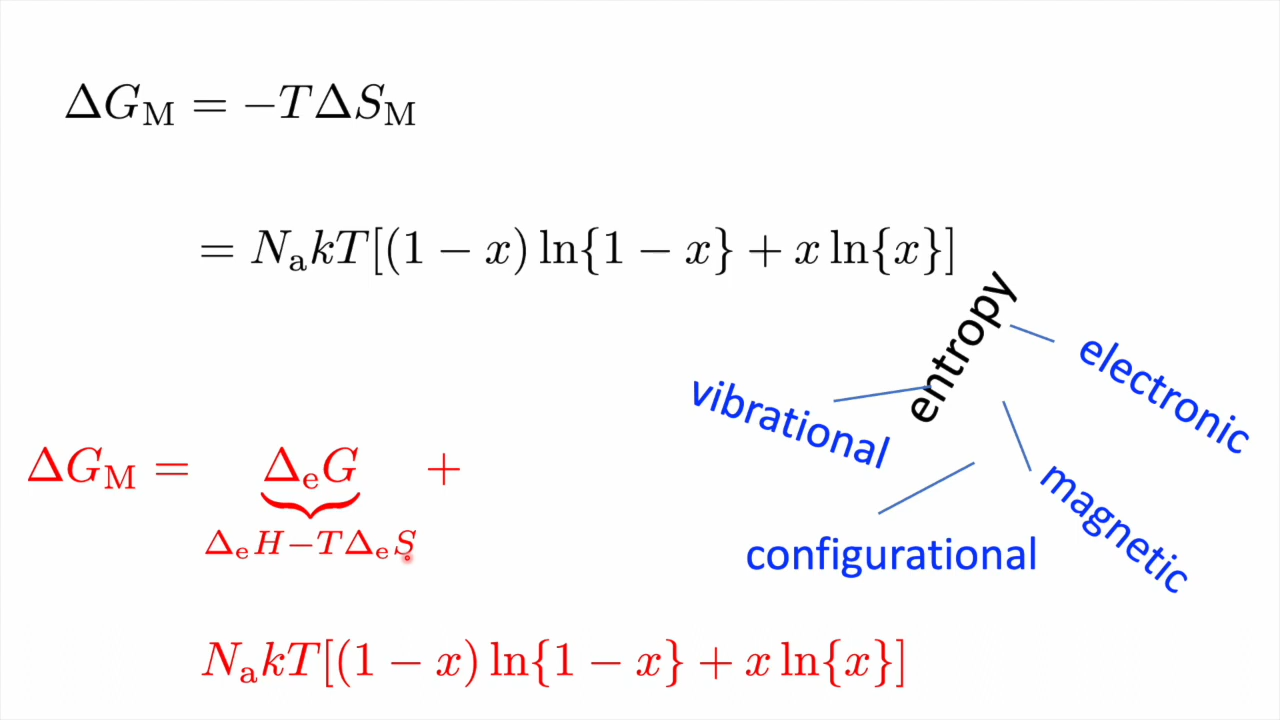 ΔG_M = −TΔS_M
= N_a kT[(1 − x) ln{1 − x} + x ln{x}]
entropy
electronic
vibrational
magnetic
configurational
ΔG_M = Δ_e G +
Δ_e H−TΔ_e S
N_a kT[(1 − x) ln{1 − x} + x ln{x}]